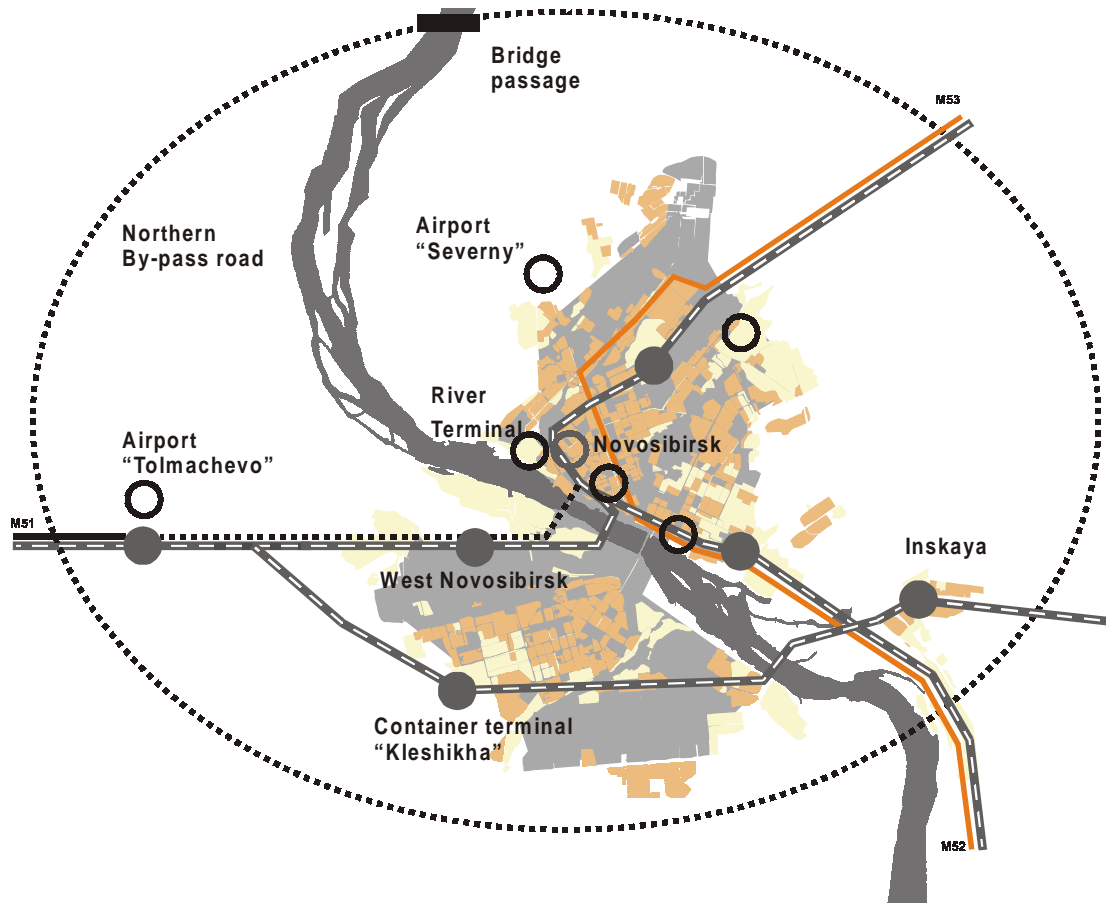 Bridge
passage
M53
Northern
By-pass road
Airport
“Severny”
River
Terminal
Novosibirsk
Airport
“Tolmachevo”
M51
West Novosibirsk
Inskaya
Container terminal
“Kleshikha”
M52